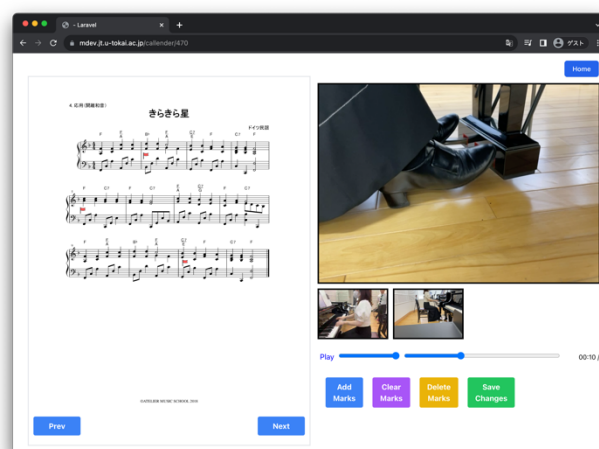 - Laravel
mdev.jt.u-tokai.ac.jp/callender/470
ゲスト
Home
4. 応用（開離和音）
きらきら星
ドイツ民謡
Play
00:10 /
Add
Marks
Clear
Marks
Delete
Marks
Save
Changes
Prev
Next